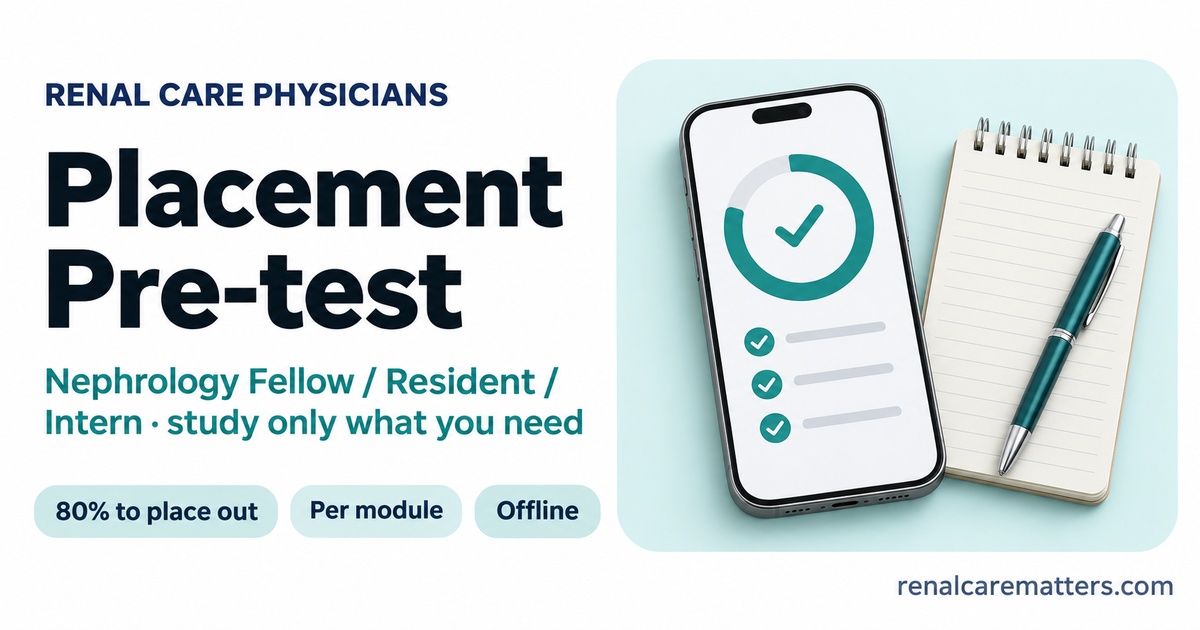 RENAL CARE PHYSICIANS
Placement
Pre-test
Nephrology Fellow / Resident /
Intern · study only what you need
80% to place out
Per module
Offline
renalcarematters.com